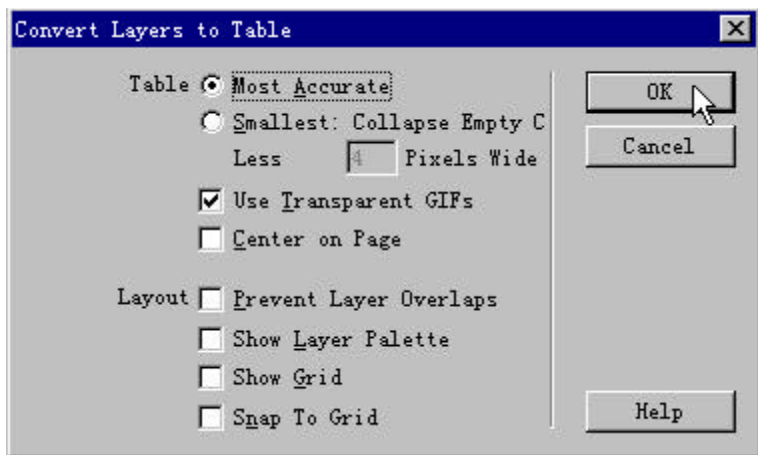 Convert Layers to Table
Table Most Accurate
Smallest: Collapse Empty C
Less 4 Pixels Wide
Use Transparent GIFs
Center on Page
Layout Prevent Layer Overlaps
Show Layer Palette
Show Grid
Snap To Grid
OK
Cancel
Help